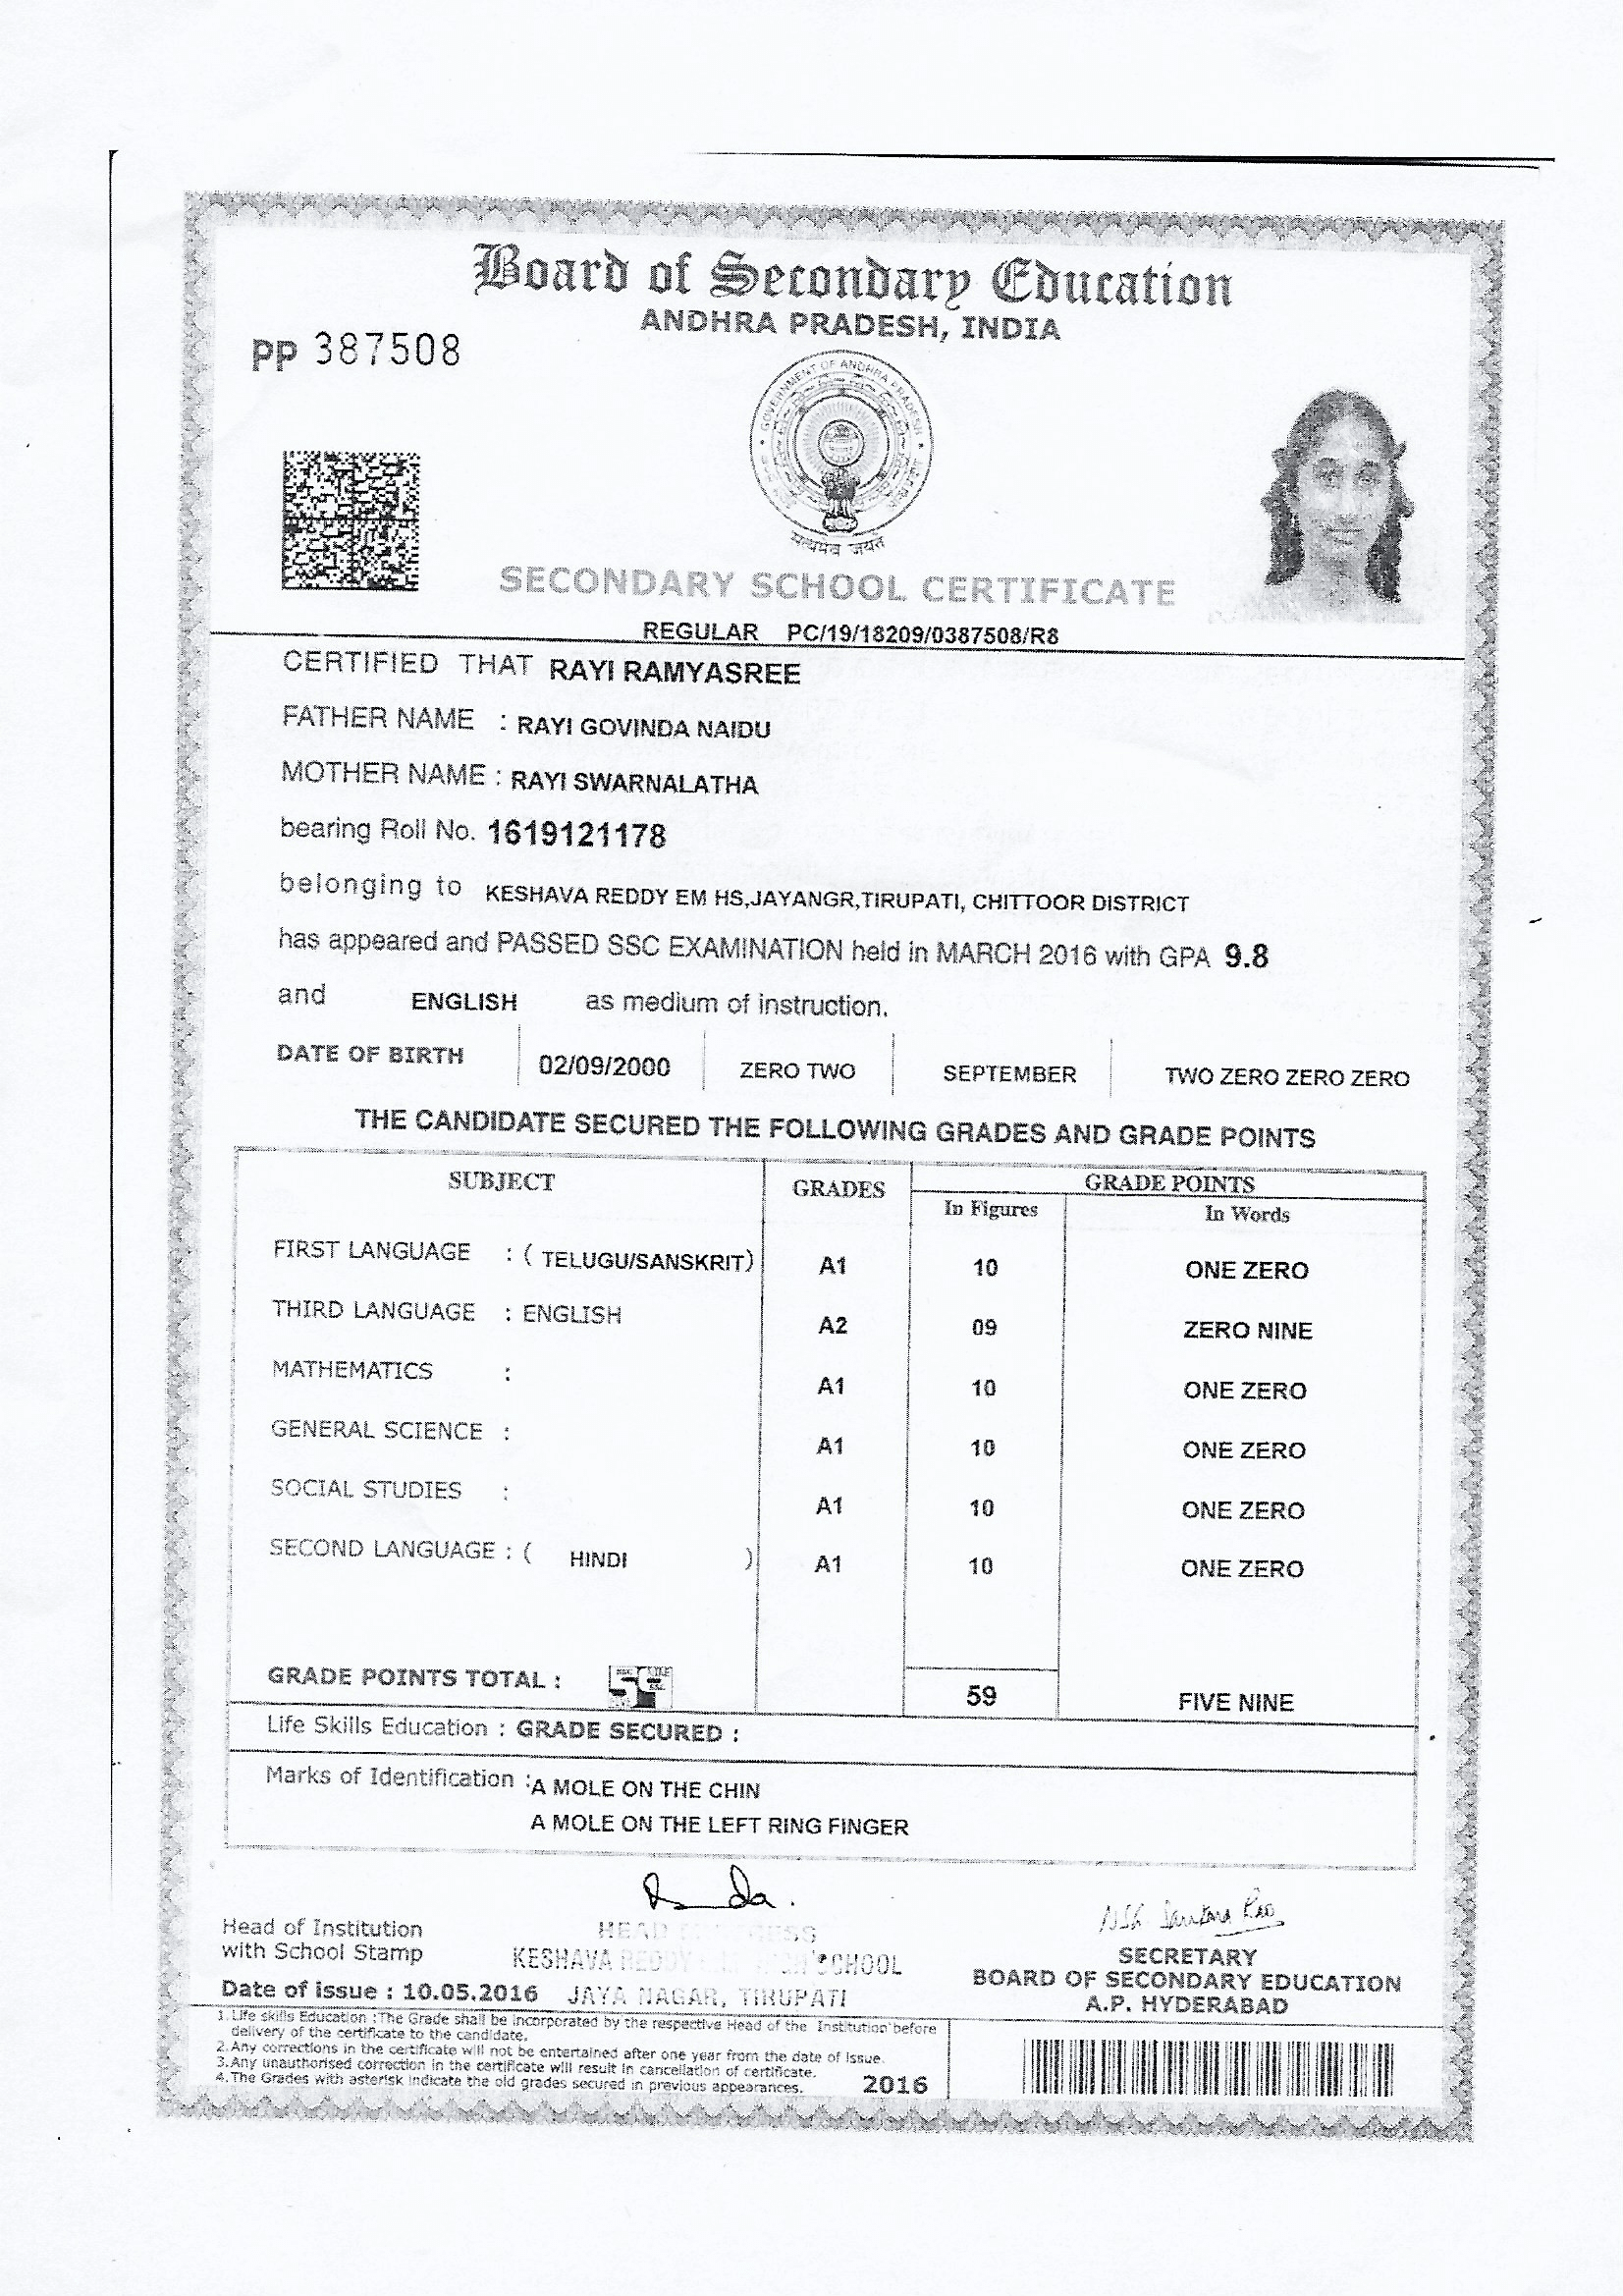 Board of Secondary Education
ANDHRA PRADESH, INDIA
PP 387508
GOVERNMENT OF ANDHRA PRADESH
सत्यमेव जयते
SECONDARY SCHOOL CERTIFICATE
REGULAR PC/19/18209/0387508/R8
CERTIFIED THAT RAYI RAMYASREE
FATHER NAME : RAYI GOVINDA NAIDU
MOTHER NAME : RAYI SWARNALATHA
bearing Roll No. 1619121178
belonging to KESHAVA REDDY EM HS,JAYANGR,TIRUPATI, CHITTOOR DISTRICT
has appeared and PASSED SSC EXAMINATION held in MARCH 2016 with GPA 9.8
and ENGLISH as medium of instruction.
DATE OF BIRTH 02/09/2000 ZERO TWO SEPTEMBER TWO ZERO ZERO ZERO
THE CANDIDATE SECURED THE FOLLOWING GRADES AND GRADE POINTS
SUBJECT GRADES GRADE POINTS
In Figures In Words
FIRST LANGUAGE : ( TELUGU/SANSKRIT) A1 10 ONE ZERO
THIRD LANGUAGE : ENGLISH A2 09 ZERO NINE
MATHEMATICS : A1 10 ONE ZERO
GENERAL SCIENCE : A1 10 ONE ZERO
SOCIAL STUDIES : A1 10 ONE ZERO
SECOND LANGUAGE : ( HINDI ) A1 10 ONE ZERO
GRADE POINTS TOTAL : 59 FIVE NINE
Life Skills Education : GRADE SECURED :
Marks of Identification : A MOLE ON THE CHIN
A MOLE ON THE LEFT RING FINGER
Head of Institution
with School Stamp
HEAD
KESHAVA REDDY SCHOOL
JAYA NAGAR, TIRUPATI
Date of issue : 10.05.2016
SECRETARY
BOARD OF SECONDARY EDUCATION
A.P. HYDERABAD
1.Life skills Education :The Grade shall be incorporated by the respective Head of the Institution before
delivery of the certificate to the candidate.
2.Any corrections in the certificate will not be entertained after one year from the date of issue.
3.Any unauthorised correction in the certificate will result in cancellation of certificate.
4.The Grades with asterisk indicate the old grades secured in previous appearances.
2016